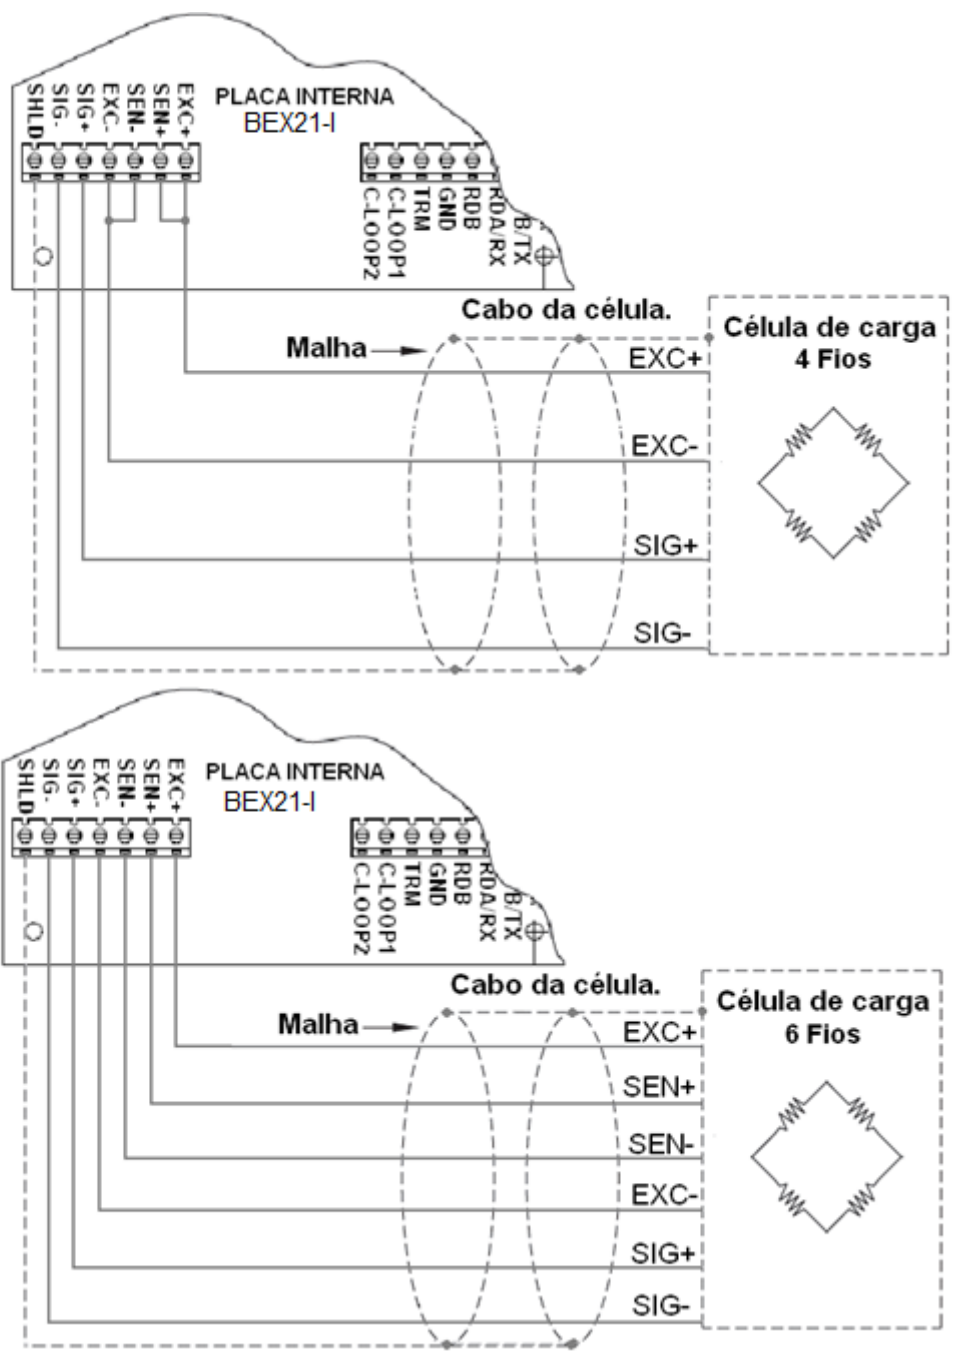 SHLD
SIG-
SIG+
EXC-
SEN-
SEN+
EXC+
PLACA INTERNA
BEX21-I
C-LOOP2
C-LOOP1
TRM
GND
RDB
RDA/RX
B/TX
Cabo da célula.
Malha
EXC+
EXC-
SIG+
SIG-
Célula de carga
4 Fios
SHLD
SIG-
SIG+
EXC-
SEN-
SEN+
EXC+
PLACA INTERNA
BEX21-I
C-LOOP2
C-LOOP1
TRM
GND
RDB
RDA/RX
B/TX
Cabo da célula.
Malha
EXC+
SEN+
SEN-
EXC-
SIG+
SIG-
Célula de carga
6 Fios